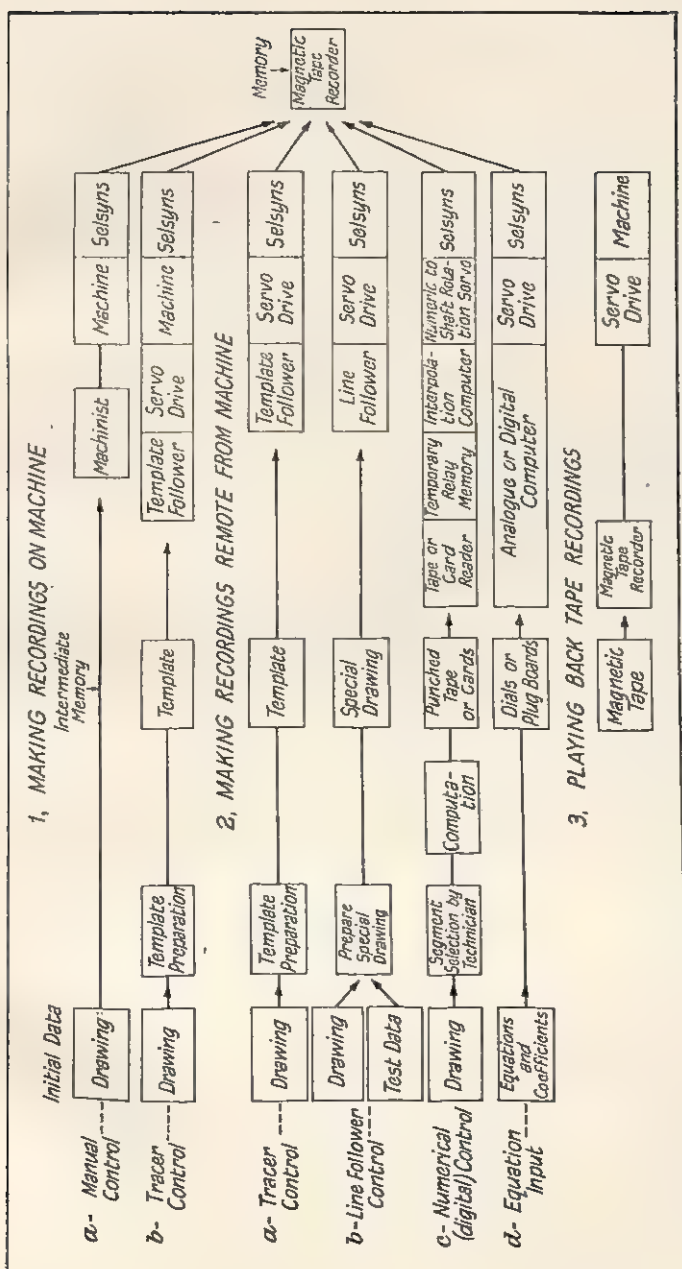 1, MAKING RECORDINGS ON MACHINE
Initial Data
Intermediate
Memory
Memory
Magnetic
Tape
Recorder
a- Manual
Control
Drawing
Machinist
Machine
Selsyns
b- Tracer
Control
Drawing
Template
Preparation
Template
Template
Follower
Servo
Drive
Machine
Selsyns
2, MAKING RECORDINGS REMOTE FROM MACHINE
a- Tracer
Control
Drawing
Template
Preparation
Template
Template
Follower
Servo
Drive
Selsyns
b- Line Follower
Control
Drawing
Test Data
Prepare
Special
Drawing
Special
Drawing
Line
Follower
Servo
Drive
Selsyns
c- Numerical
(digital) Control
Drawing
Segment
Selection by
Technician
Computa-
tion
Punched
Tape
or Cards
Tape or
Card
Reader
Temporary
Relay
Memory
Interpola-
tion
Computer
Numeric to
Shaft Rota-
tion Servo
Selsyns
d- Equation
Input
Equations
and
Coefficients
Dials or
Plug Boards
Analogue or Digital
Computer
Servo
Drive
Selsyns
3, PLAYING BACK TAPE RECORDINGS
Magnetic
Tape
Magnetic
Tape
Recorder
Servo
Drive
Machine